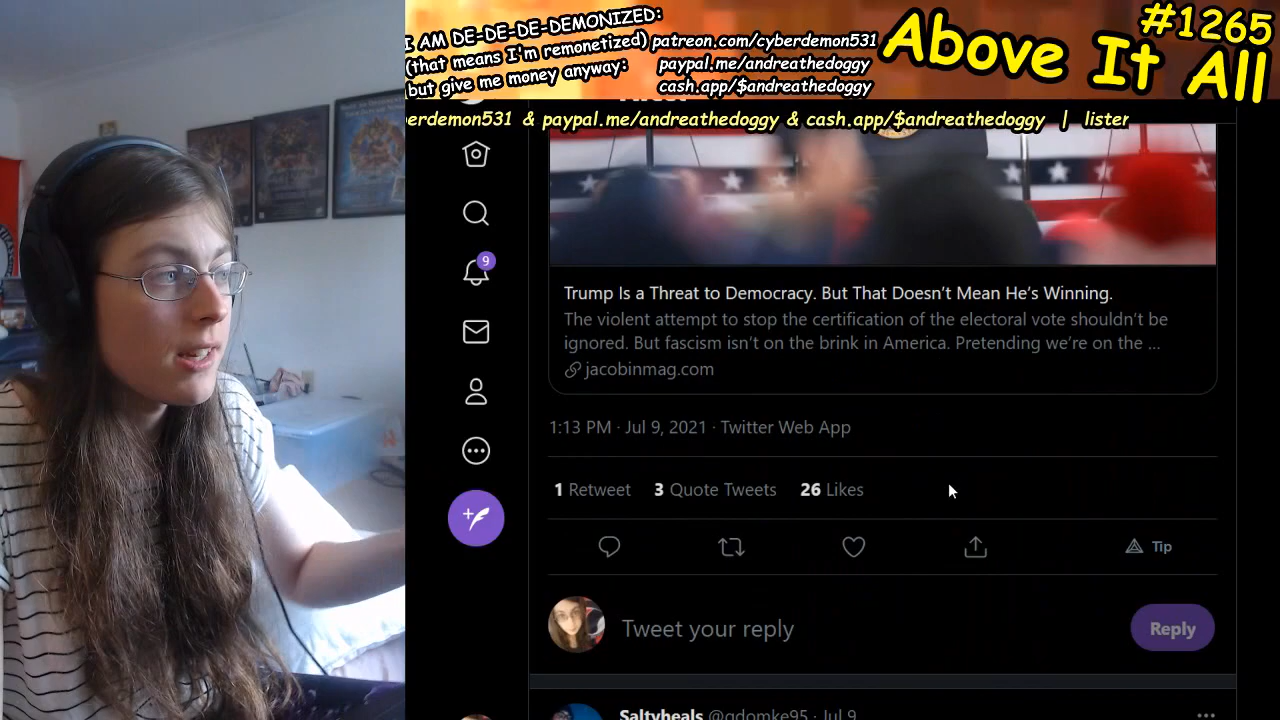 I AM DE-DE-DE-DEMONIZED:
(that means I'm remonetized)
but give me money anyway:
patreon.com/cyberdemon531
paypal.me/andreathedoggy
cash.app/$andreathedoggy
#1265
Above It All
erdemon531 & paypal.me/andreathedoggy & cash.app/$andreathedoggy | lister
9
Trump Is a Threat to Democracy. But That Doesn't Mean He's Winning.
The violent attempt to stop the certification of the electoral vote shouldn't be
ignored. But fascism isn't on the brink in America. Pretending we're on the ...
jacobinmag.com
1:13 PM · Jul 9, 2021 · Twitter Web App
1 Retweet 3 Quote Tweets 26 Likes
Tip
Tweet your reply
Reply
Saltyheals @gdomke95 · Jul 9